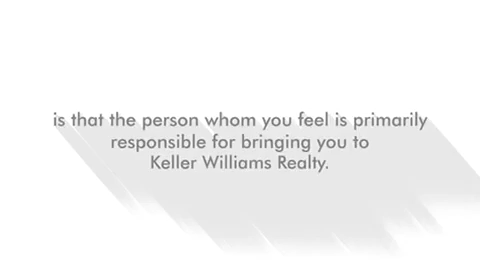 is that the person whom you feel is primarily
responsible for bringing you to
Keller Williams Realty.